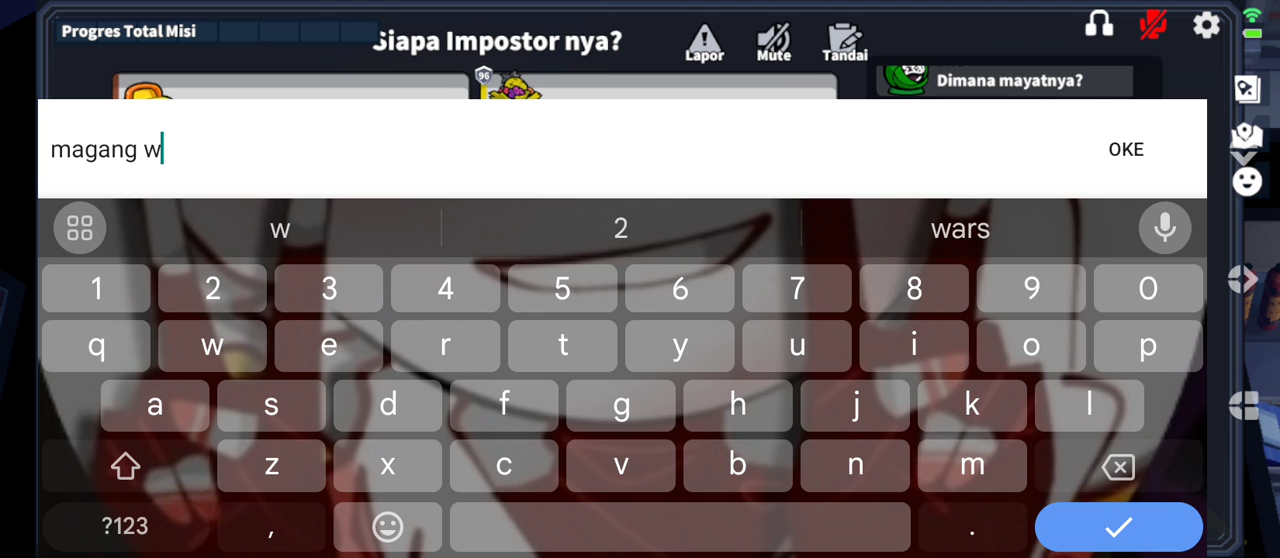 Progres Total Misi
Siapa Impostor nya?
Lapor
Mute
Tandai
96
Dimana mayatnya?
magang w
OKE
w 2 wars
1 2 3 4 5 6 7 8 9 0
q w e r t y u i o p
a s d f g h j k l
z x c v b n m
?123 , .